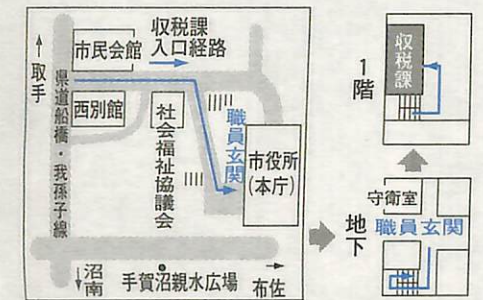 ↑取手
市民会館
収税課
入口経路
県道船橋・我孫子線
西別館
社会福祉協議会
職員玄関
市役所
(本庁)
↓沼南
手賀沼親水広場
→
布佐
収税課
1階
守衛室
職員玄関
地下